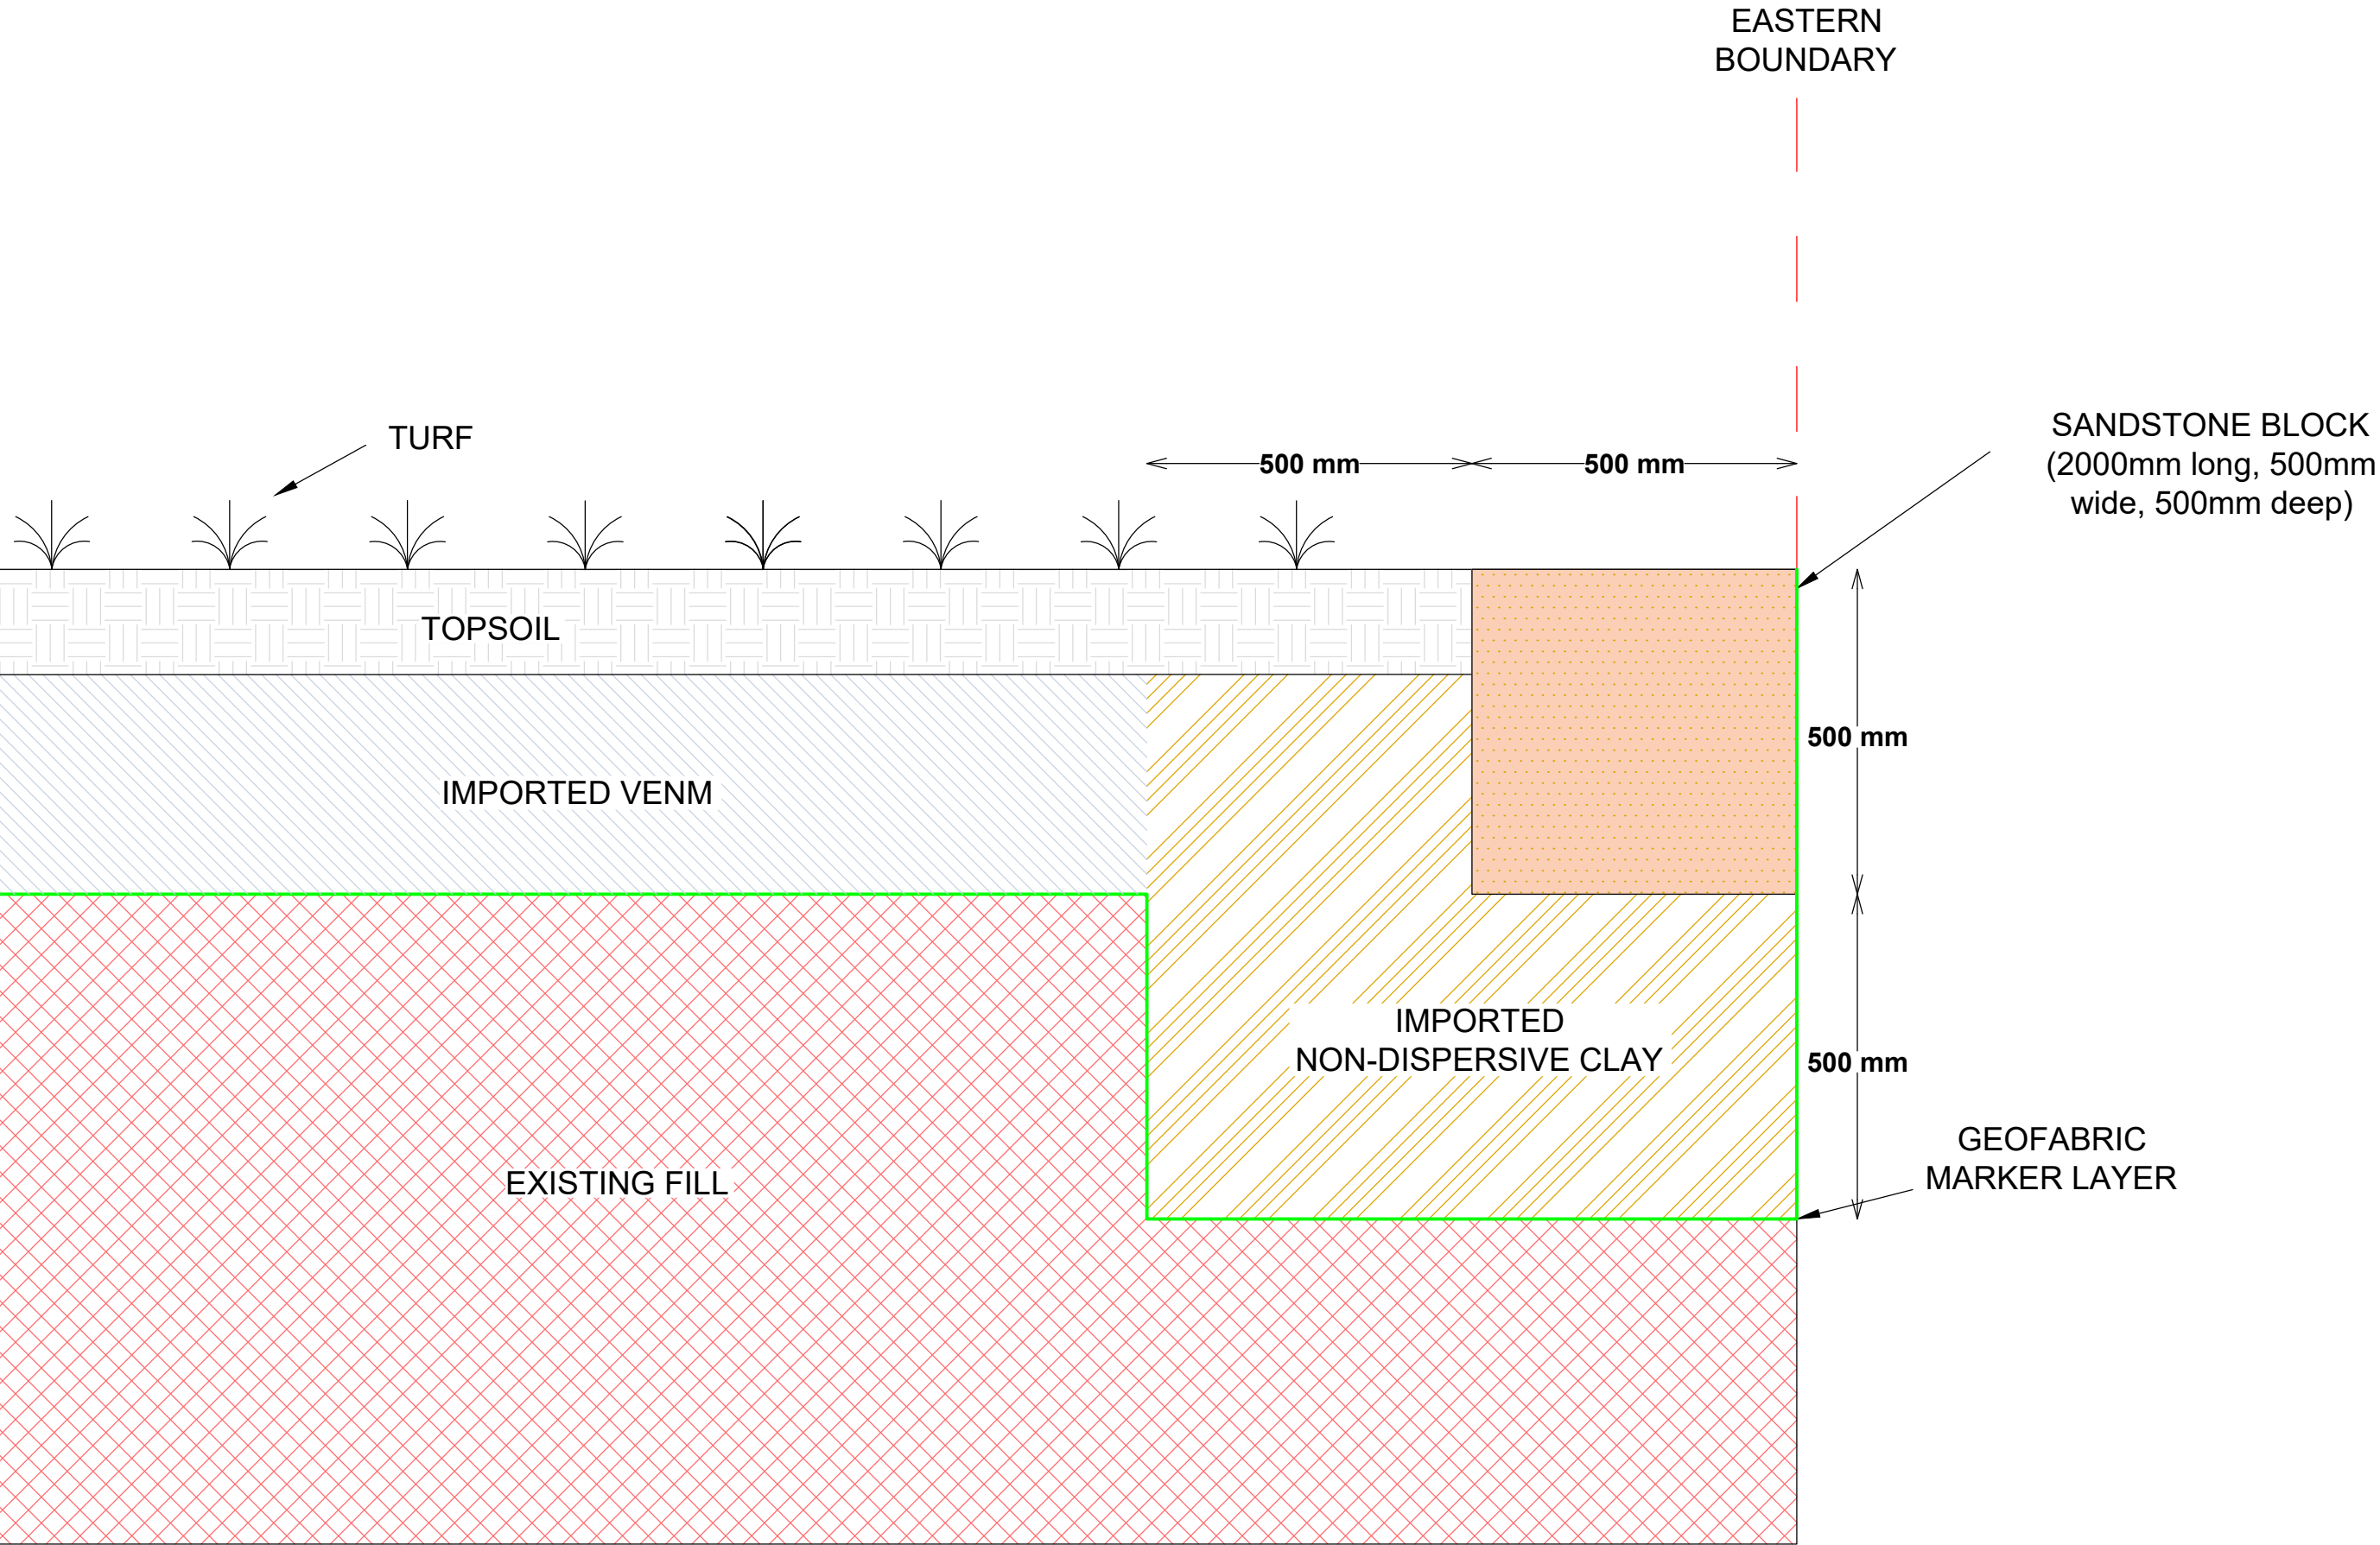 EASTERN
BOUNDARY
TURF
500 mm
500 mm
SANDSTONE BLOCK
(2000mm long, 500mm
wide, 500mm deep)
TOPSOIL
500 mm
IMPORTED VENM
IMPORTED
NON-DISPERSIVE CLAY
500 mm
GEOFABRIC
MARKER LAYER
EXISTING FILL